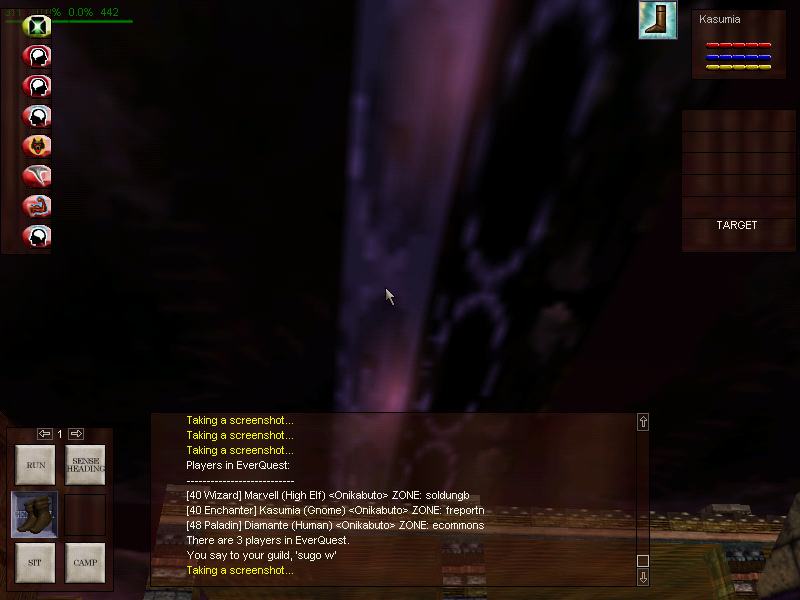 0.0% 442
Kasumia
TARGET
1
RUN
SENSE HEADING
SIT
CAMP
Taking a screenshot...
Taking a screenshot...
Taking a screenshot...
Players in EverQuest:
---------------------------
[40 Wizard] Marvell (High Elf) <Onikabuto> ZONE: soldungb
[40 Enchanter] Kasumia (Gnome) <Onikabuto> ZONE: freportn
[48 Paladin] Diamante (Human) <Onikabuto> ZONE: ecommons
There are 3 players in EverQuest.
You say to your guild, 'sugo w'
Taking a screenshot...